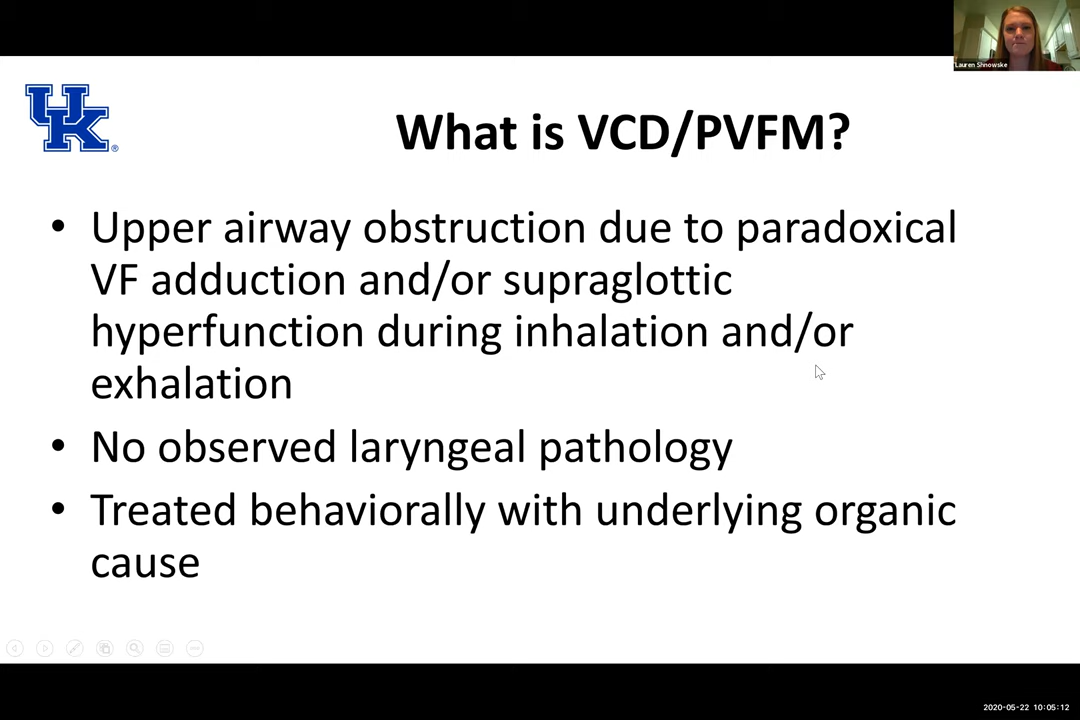 Lauren Shnowske
UK
®
What is VCD/PVFM?
• Upper airway obstruction due to paradoxical
VF adduction and/or supraglottic
hyperfunction during inhalation and/or
exhalation
• No observed laryngeal pathology
• Treated behaviorally with underlying organic
cause
2020-05-22 10:05:12